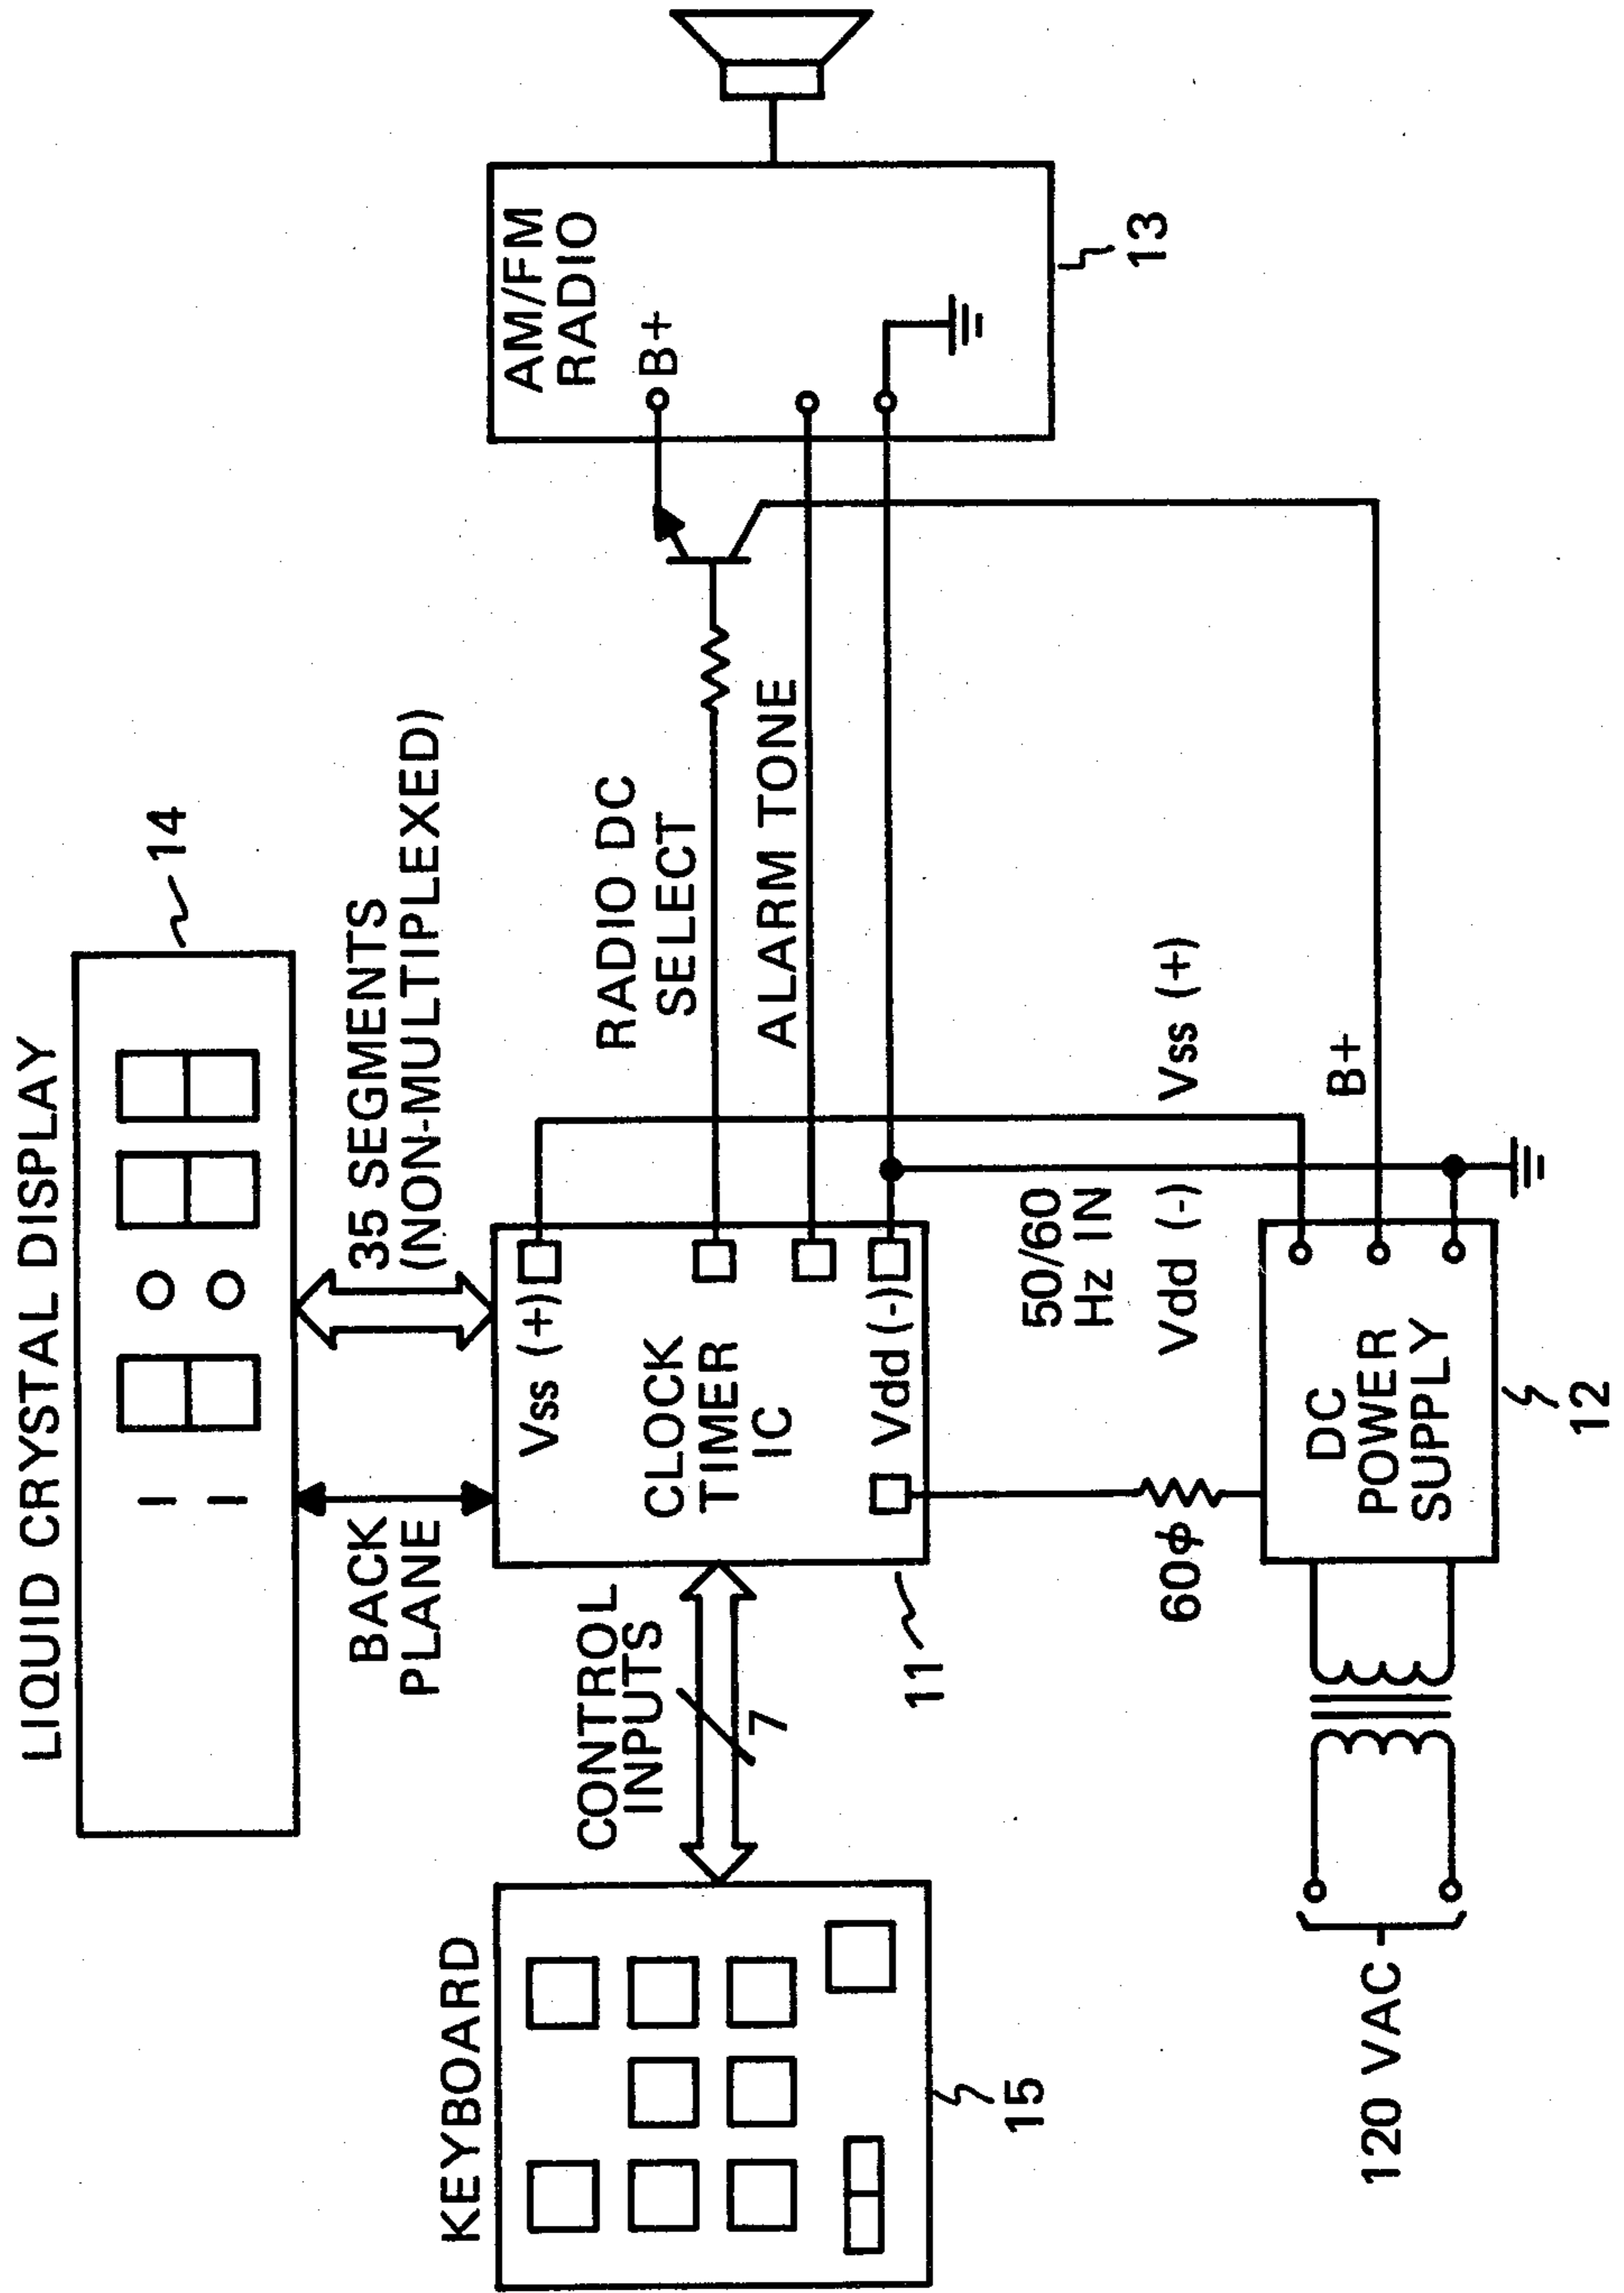 LIQUID CRYSTAL DISPLAY
14
BACK
PLANE
35 SEGMENTS
(NON-MULTIPLEXED)
KEYBOARD
15
CONTROL
INPUTS
7
Vss (+)
CLOCK
TIMER
IC
Vdd (-)
11
RADIO DC
SELECT
ALARM TONE
AM/FM
RADIO
B+
13
50/60
Hz IN
Vdd (-)
Vss (+)
B+
60ϕ
DC
POWER
SUPPLY
12
120 VAC